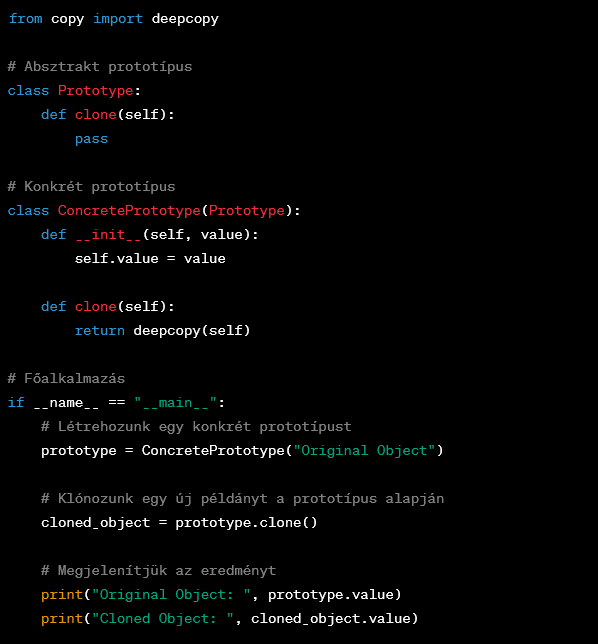 from copy import deepcopy
# Absztrakt prototípus
class Prototype:
    def clone(self):
        pass
# Konkrét prototípus
class ConcretePrototype(Prototype):
    def __init__(self, value):
        self.value = value
    def clone(self):
        return deepcopy(self)
# Főalkalmazás
if __name__ == "__main__":
    # Létrehozunk egy konkrét prototípust
    prototype = ConcretePrototype("Original Object")
    # Klónozunk egy új példányt a prototípus alapján
    cloned_object = prototype.clone()
    # Megjelenítjük az eredményt
    print("Original Object: ", prototype.value)
    print("Cloned Object: ", cloned_object.value)